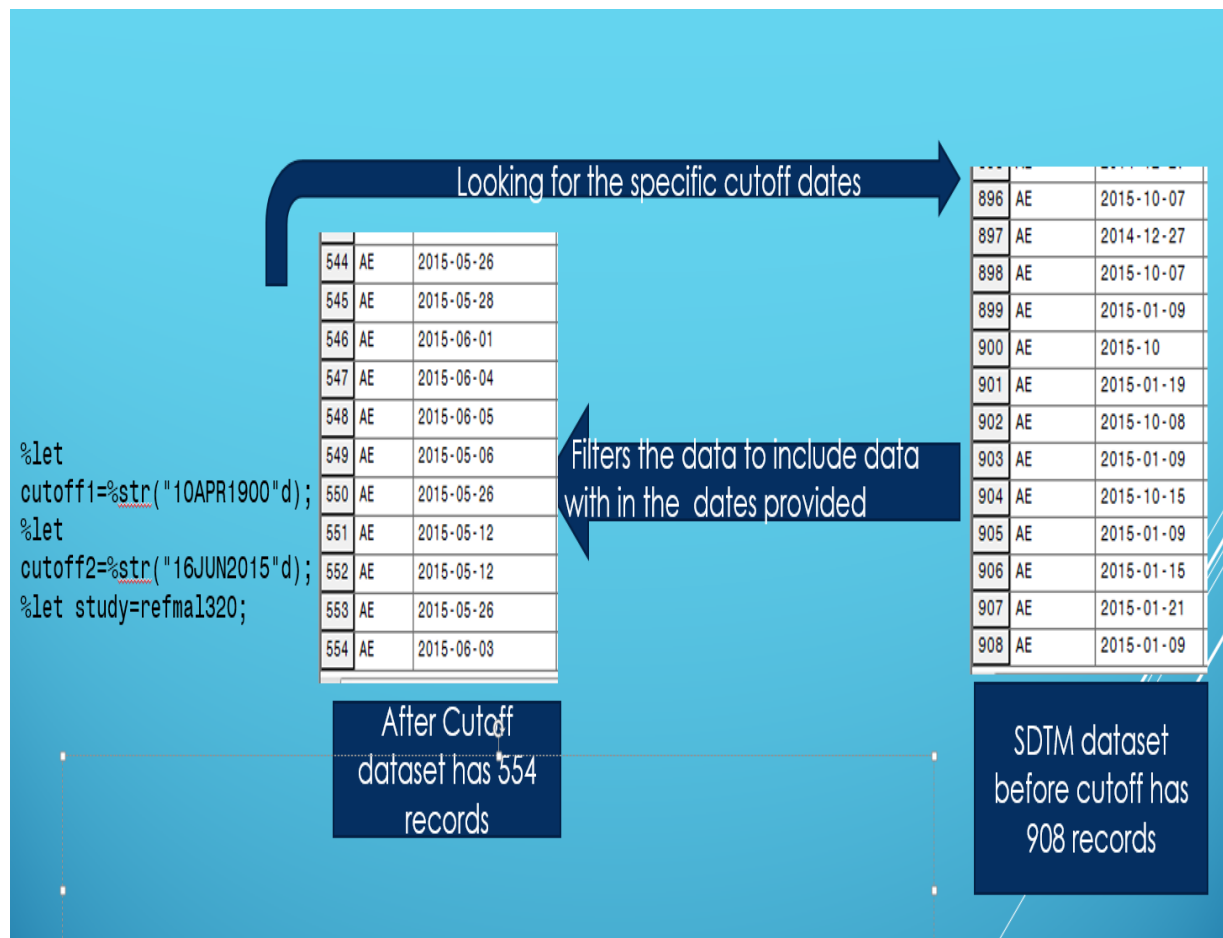 Looking for the specific cutoff dates
544 AE 2015-05-26
545 AE 2015-05-28
546 AE 2015-06-01
547 AE 2015-06-04
548 AE 2015-06-05
549 AE 2015-05-06
550 AE 2015-05-26
551 AE 2015-05-12
552 AE 2015-05-12
553 AE 2015-05-26
554 AE 2015-06-03
%let
cutoff1=%str("10APR1900"d);
%let
cutoff2=%str("16JUN2015"d);
%let study=refmal320;
Filters the data to include data
with in the dates provided
896 AE 2015-10-07
897 AE 2014-12-27
898 AE 2015-10-07
899 AE 2015-01-09
900 AE 2015-10
901 AE 2015-01-19
902 AE 2015-10-08
903 AE 2015-01-09
904 AE 2015-10-15
905 AE 2015-01-09
906 AE 2015-01-15
907 AE 2015-01-21
908 AE 2015-01-09
After Cutoff
dataset has 554
records
SDTM dataset
before cutoff has
908 records